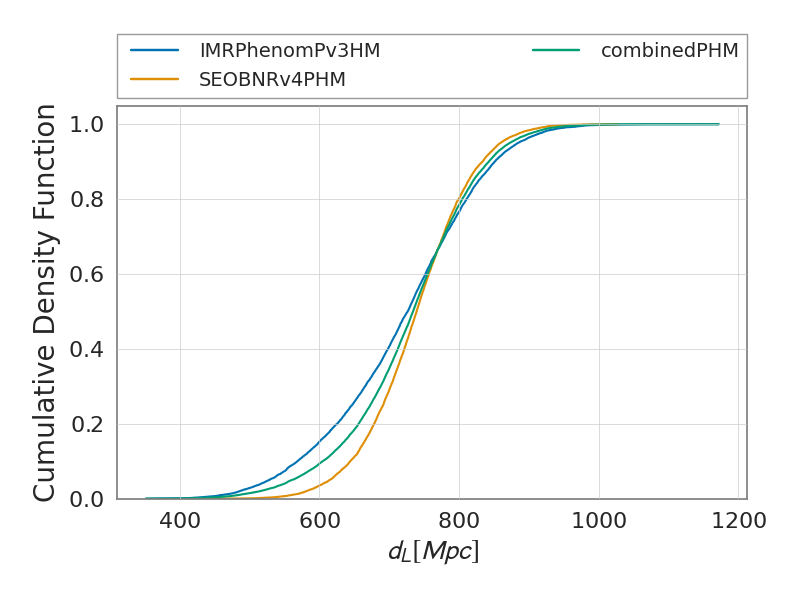 IMRPhenomPv3HM
SEOBNRv4PHM
combinedPHM
Cumulative Density Function
1.0
0.8
0.6
0.4
0.2
0.0
400 600 800 1000 1200
d_L[Mpc]